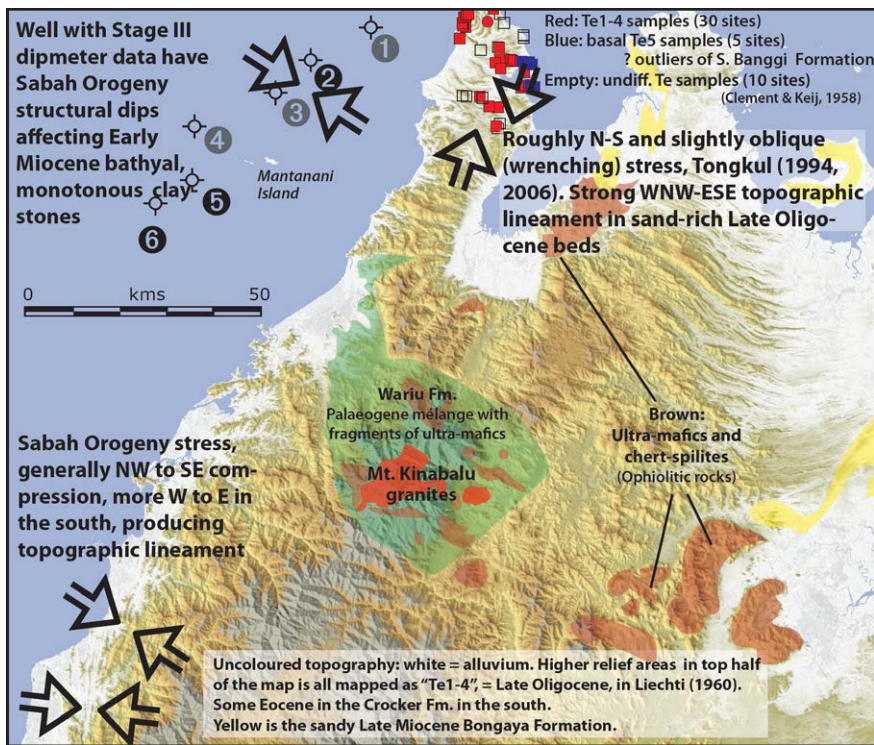 Well with Stage III
dipmeter data have
Sabah Orogeny
structural dips
affecting Early
Miocene bathyal,
monotonous clay-
stones
1
2
3
4
5
6
Mantanani
Island
0 kms 50
Red: Te1-4 samples (30 sites)
Blue: basal Te5 samples (5 sites)
? outliers of S. Banggi Formation
Empty: undiff. Te samples (10 sites)
(Clement & Keij, 1958)
Roughly N-S and slightly oblique
(wrenching) stress, Tongkul (1994,
2006). Strong WNW-ESE topographic
lineament in sand-rich Late Oligo-
cene beds
Wariu Fm.
Palaeogene mélange with
fragments of ultra-mafics
Mt. Kinabalu
granites
Brown:
Ultra-mafics and
chert-spilites
(Ophiolitic rocks)
Sabah Orogeny stress,
generally NW to SE com-
pression, more W to E in
the south, producing
topographic lineament
Uncoloured topography: white = alluvium. Higher relief areas in top half
of the map is all mapped as “Te1-4”, = Late Oligocene, in Liechti (1960).
Some Eocene in the Crocker Fm. in the south.
Yellow is the sandy Late Miocene Bongaya Formation.